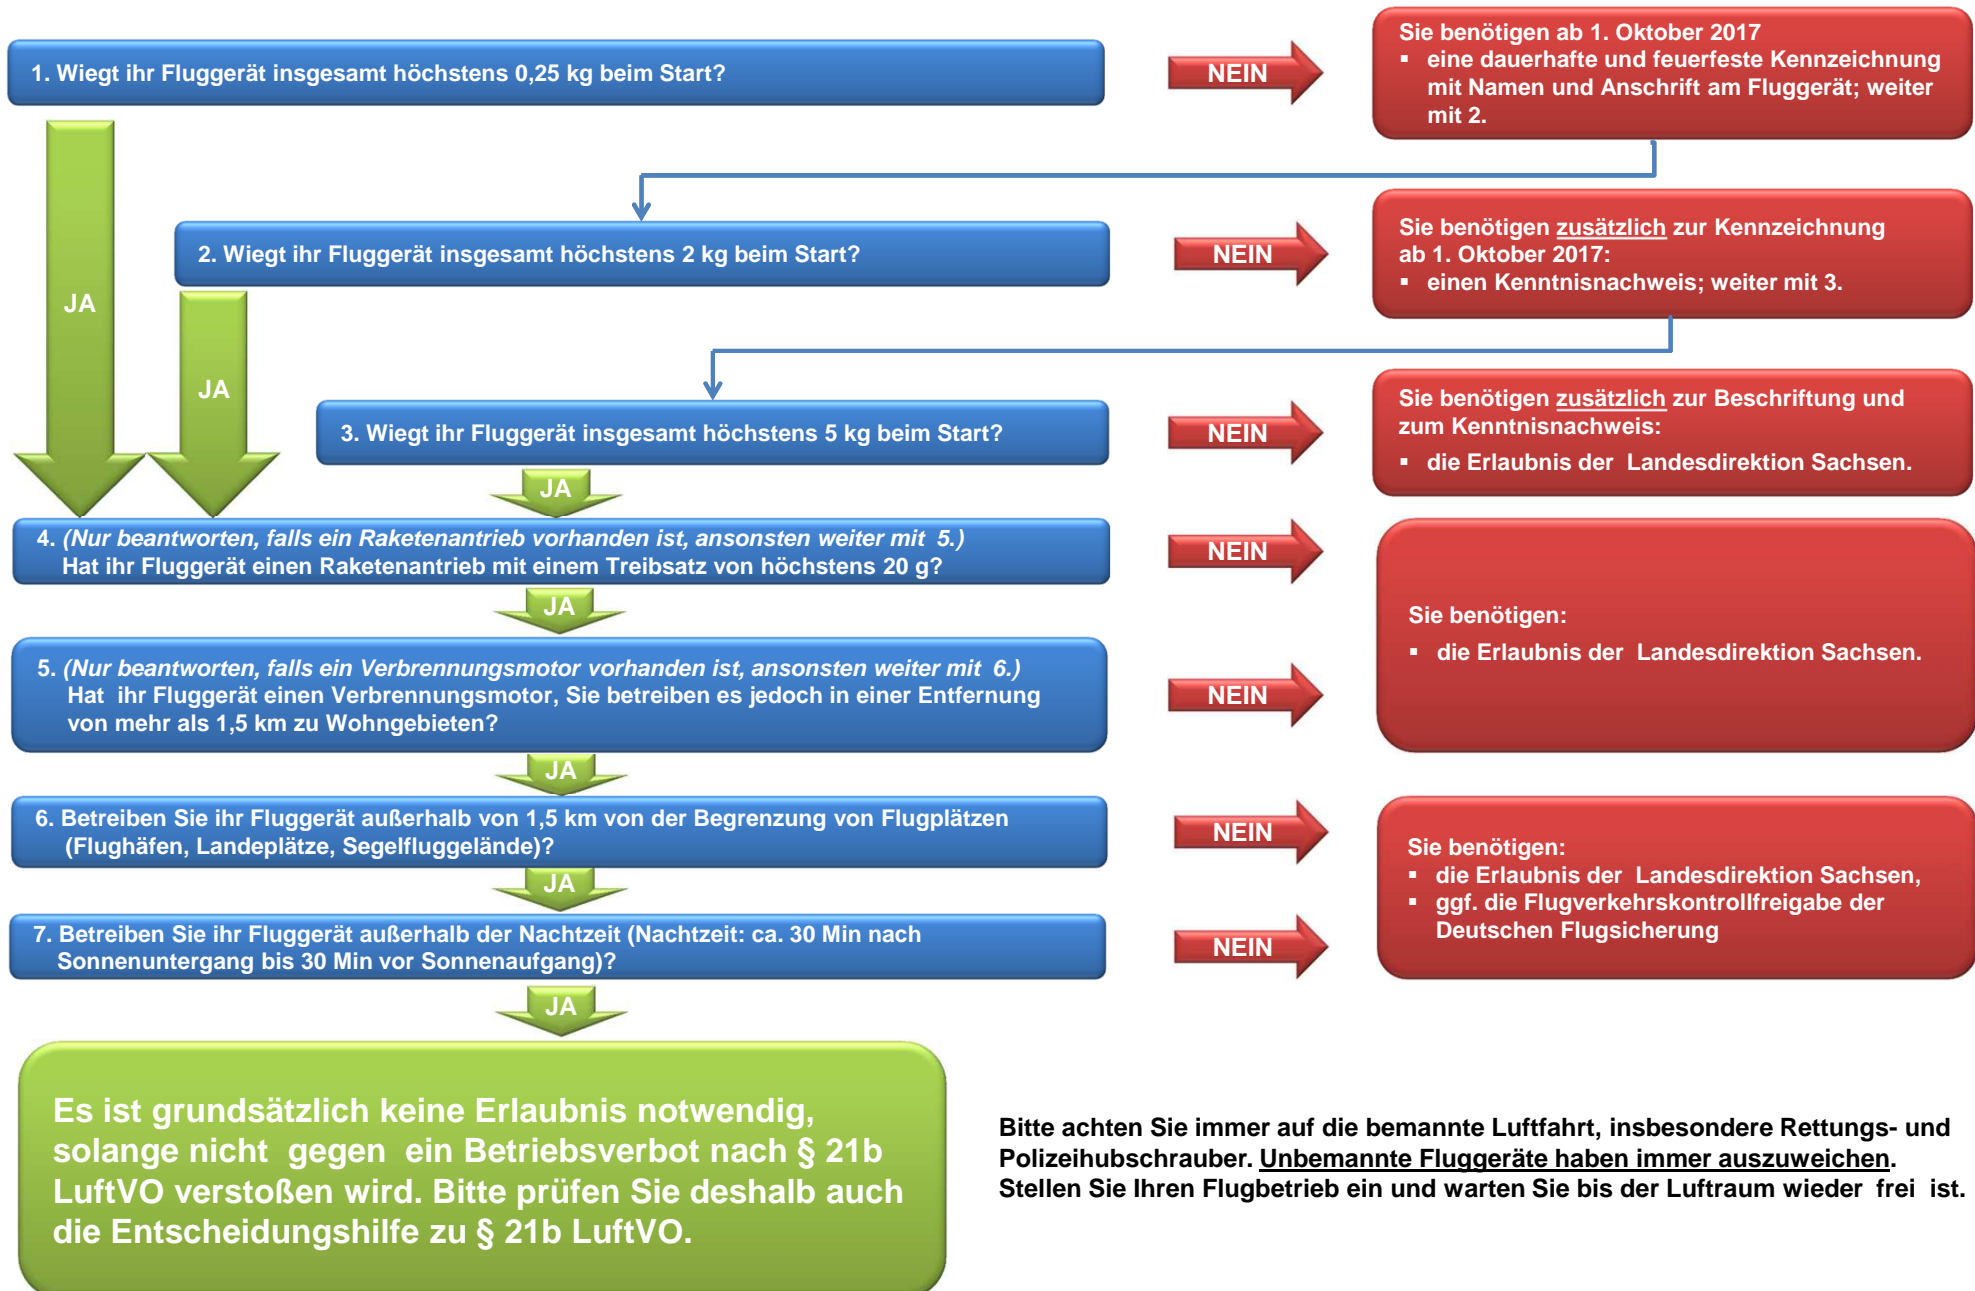 1. Wiegt ihr Fluggerät insgesamt höchstens 0,25 kg beim Start?
NEIN
Sie benötigen ab 1. Oktober 2017
▪ eine dauerhafte und feuerfeste Kennzeichnung
mit Namen und Anschrift am Fluggerät; weiter
mit 2.
JA
2. Wiegt ihr Fluggerät insgesamt höchstens 2 kg beim Start?
NEIN
Sie benötigen zusätzlich zur Kennzeichnung
ab 1. Oktober 2017:
▪ einen Kenntnisnachweis; weiter mit 3.
JA
3. Wiegt ihr Fluggerät insgesamt höchstens 5 kg beim Start?
NEIN
Sie benötigen zusätzlich zur Beschriftung und
zum Kenntnisnachweis:
▪ die Erlaubnis der Landesdirektion Sachsen.
JA
4. (Nur beantworten, falls ein Raketenantrieb vorhanden ist, ansonsten weiter mit 5.)
Hat ihr Fluggerät einen Raketenantrieb mit einem Treibsatz von höchstens 20 g?
NEIN
JA
Sie benötigen:
▪ die Erlaubnis der Landesdirektion Sachsen.
5. (Nur beantworten, falls ein Verbrennungsmotor vorhanden ist, ansonsten weiter mit 6.)
Hat ihr Fluggerät einen Verbrennungsmotor, Sie betreiben es jedoch in einer Entfernung
von mehr als 1,5 km zu Wohngebieten?
NEIN
JA
6. Betreiben Sie ihr Fluggerät außerhalb von 1,5 km von der Begrenzung von Flugplätzen
(Flughäfen, Landeplätze, Segelfluggelände)?
NEIN
Sie benötigen:
▪ die Erlaubnis der Landesdirektion Sachsen,
▪ ggf. die Flugverkehrskontrollfreigabe der
Deutschen Flugsicherung
JA
7. Betreiben Sie ihr Fluggerät außerhalb der Nachtzeit (Nachtzeit: ca. 30 Min nach
Sonnenuntergang bis 30 Min vor Sonnenaufgang)?
NEIN
JA
Es ist grundsätzlich keine Erlaubnis notwendig,
solange nicht gegen ein Betriebsverbot nach § 21b
LuftVO verstoßen wird. Bitte prüfen Sie deshalb auch
die Entscheidungshilfe zu § 21b LuftVO.
Bitte achten Sie immer auf die bemannte Luftfahrt, insbesondere Rettungs- und
Polizeihubschrauber. Unbemannte Fluggeräte haben immer auszuweichen.
Stellen Sie Ihren Flugbetrieb ein und warten Sie bis der Luftraum wieder frei ist.